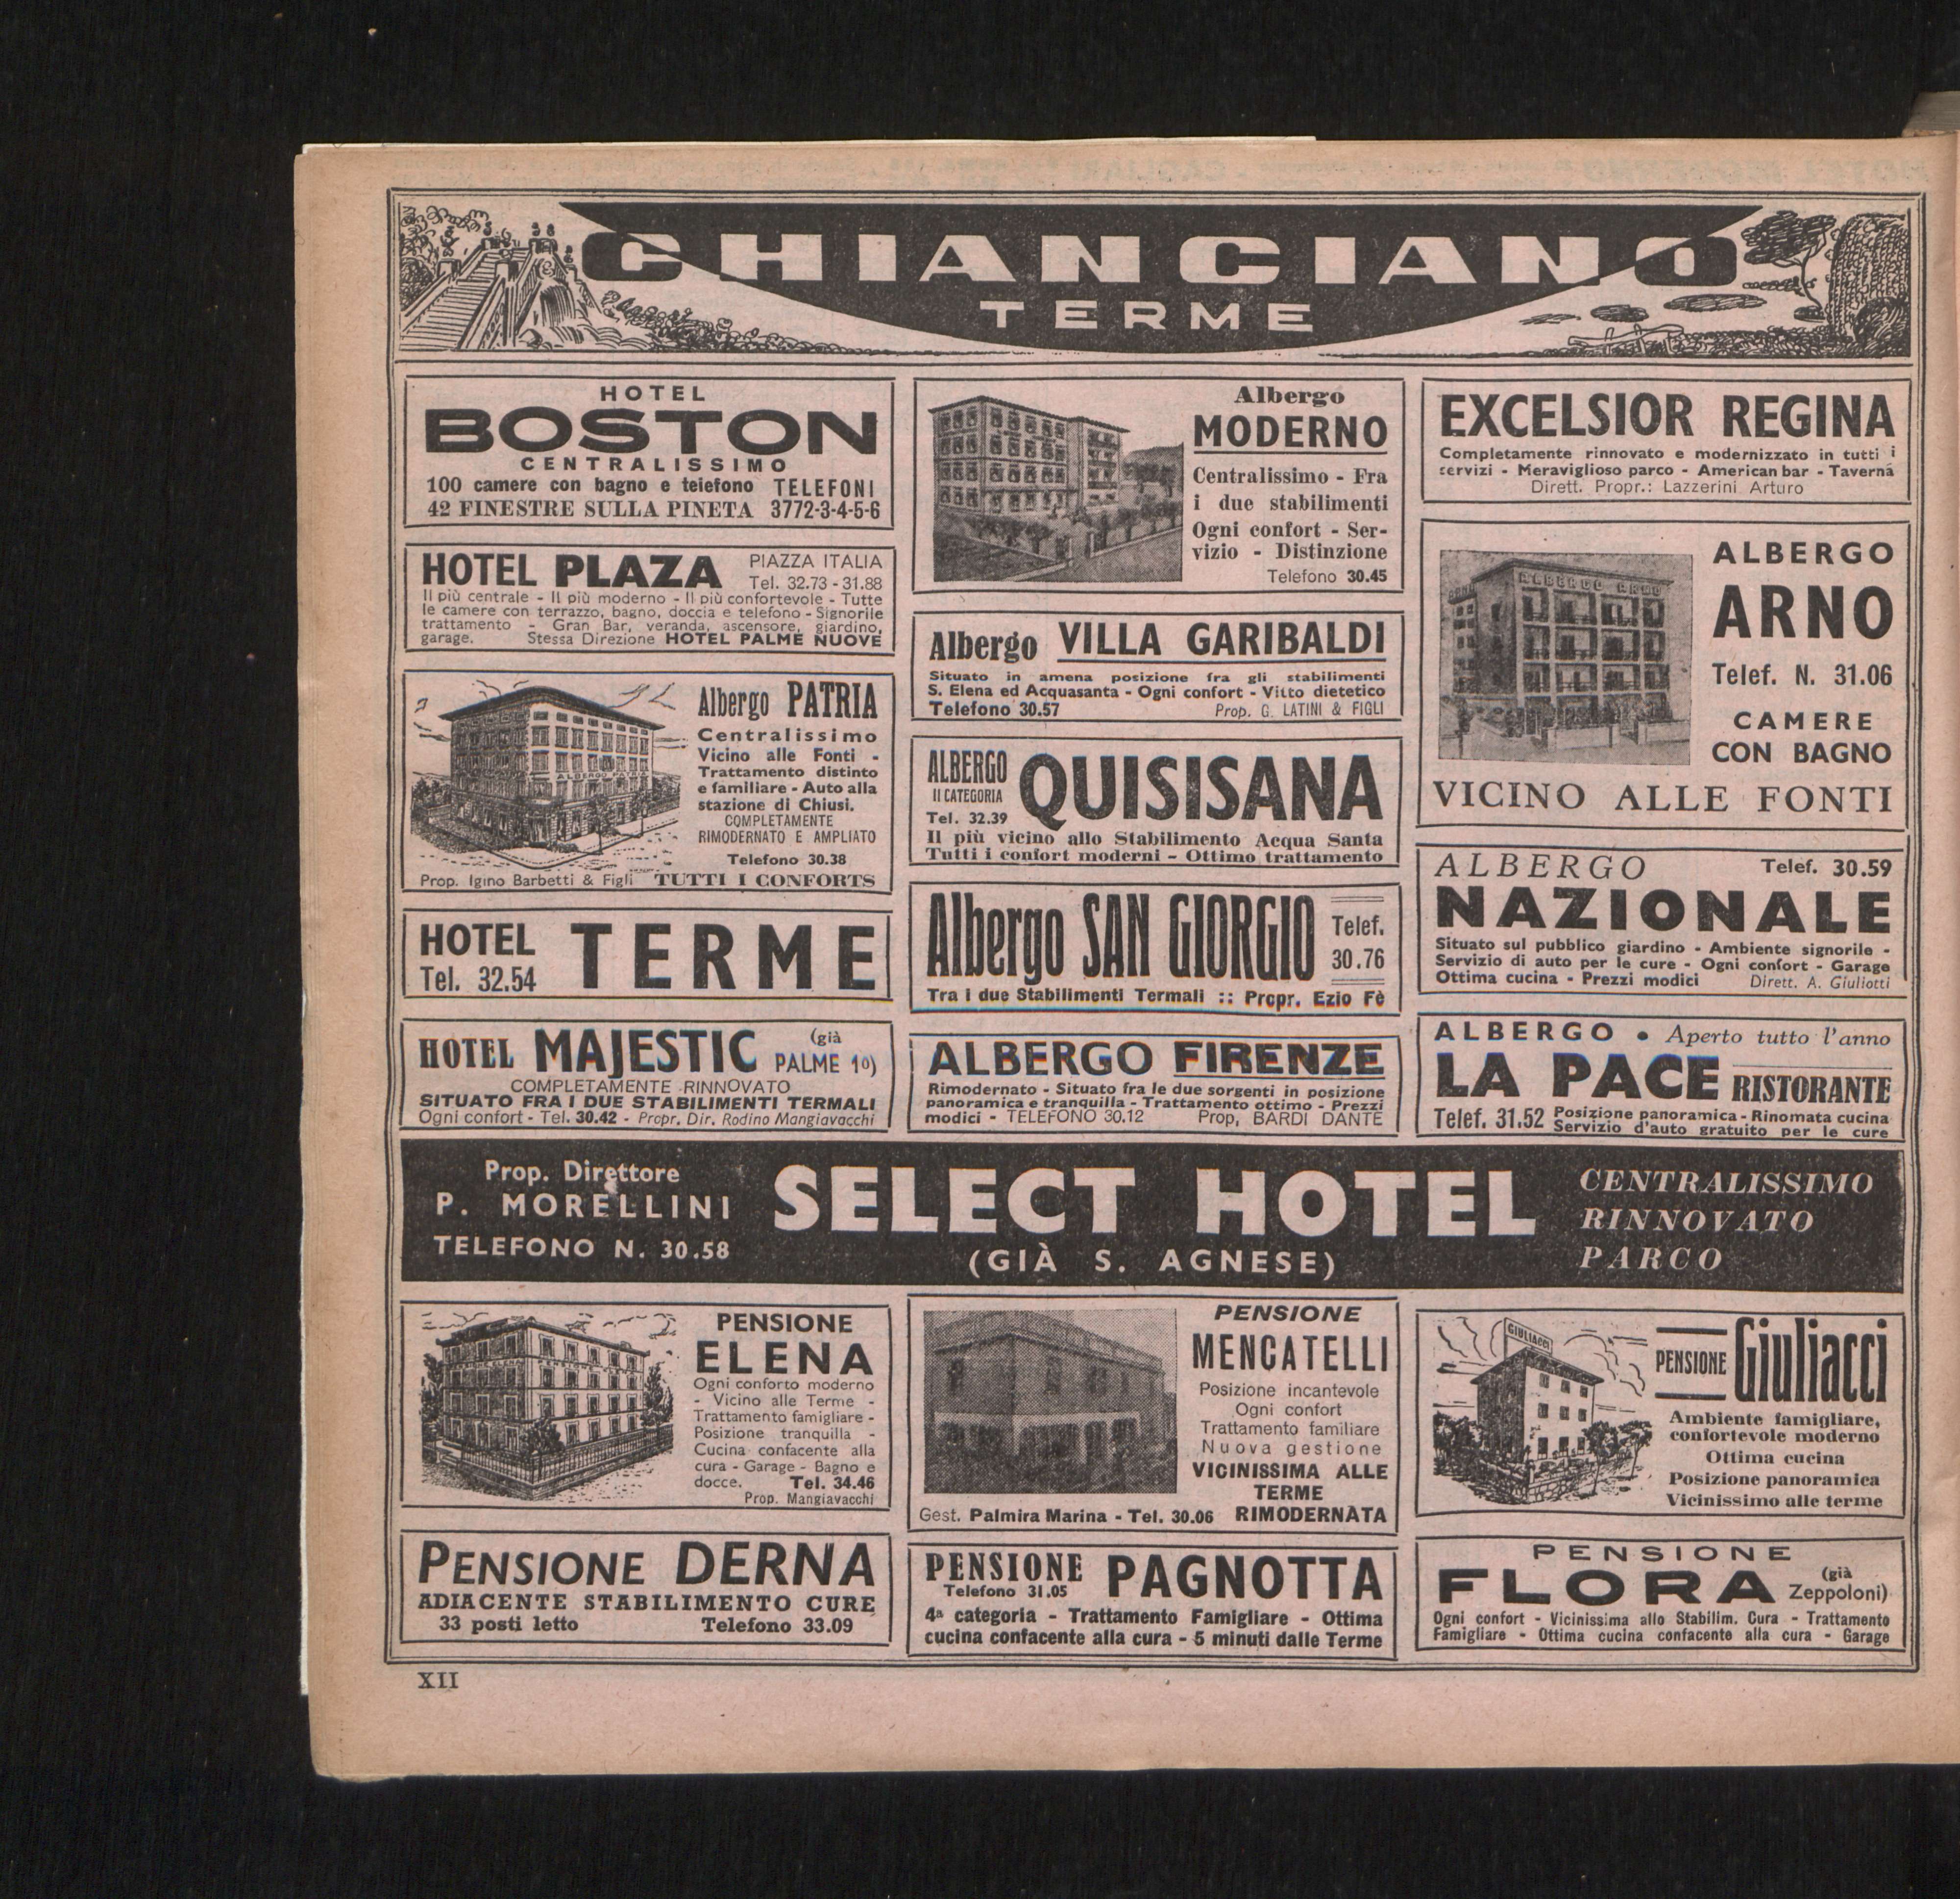 CHIANCIANO
TERME
HOTEL
BOSTON
CENTRALISSIMO
100 camere con bagno e teiefono TELEFONI
42 FINESTRE SULLA PINETA 3772-3-4-5-6
HOTEL PLAZA PIAZZA ITALIA
Tel. 32.73 - 31.88
Il più centrale - Il più moderno - Il più confortevole - Tutte
le camere con terrazzo, bagno, doccia e telefono - Signorile
trattamento - Gran Bar, veranda, ascensore, giardino,
garage. Stessa Direzione HOTEL PALME NUOVE
Albergo PATRIA
Centralissimo
Vicino alle Fonti -
Trattamento distinto
e familiare - Auto alla
stazione di Chiusi.
COMPLETAMENTE
RIMODERNATO E AMPLIATO
Telefono 30.38
Prop. Igino Barbetti & Figli TUTTI I CONFORTS
ALBERGO PATRIA
HOTEL TERME
Tel. 32.54
HOTEL MAJESTIC (già
PALME 1º)
COMPLETAMENTE RINNOVATO
SITUATO FRA I DUE STABILIMENTI TERMALI
Ogni confort - Tel. 30.42 - Propr. Dir. Rodino Mangiavacchi
Albergo
MODERNO
Centralissimo - Fra
i due stabilimenti
Ogni confort - Ser-
vizio - Distinzione
Telefono 30.45
Albergo VILLA GARIBALDI
Situato in amena posizione fra gli stabilimenti
S. Elena ed Acquasanta - Ogni confort - Vitto dietetico
Telefono 30.57 Prop. G. LATINI & FIGLI
ALBERGO QUISISANA
II CATEGORIA
Tel. 32.39
Il più vicino allo Stabilimento Acqua Santa
Tutti i confort moderni - Ottimo trattamento
Albergo SAN GIORGIO Telef.
30.76
Tra i due Stabilimenti Termali :: Propr. Ezio Fè
ALBERGO FIRENZE
Rimodernato - Situato fra le due sorgenti in posizione
panoramica e tranquilla - Trattamento ottimo - Prezzi
modici - TELEFONO 30.12 Prop, BARDI DANTE
EXCELSIOR REGINA
Completamente rinnovato e modernizzato in tutti i
servizi - Meraviglioso parco - American bar - Taverna
Dirett. Propr.: Lazzerini Arturo
ALBERGO ARNO
ALBERGO
ARNO
Telef. N. 31.06
CAMERE
CON BAGNO
VICINO ALLE FONTI
ALBERGO Telef. 30.59
NAZIONALE
Situato sul pubblico giardino - Ambiente signorile -
Servizio di auto per le cure - Ogni confort - Garage
Ottima cucina - Prezzi modici Dirett. A. Giuliotti
ALBERGO • Aperto tutto l'anno
LA PACE RISTORANTE
Telef. 31.52 Posizione panoramica - Rinomata cucina
Servizio d'auto gratuito per le cure
Prop. Direttore
P. MORELLINI
TELEFONO N. 30.58
SELECT HOTEL
(GIÀ S. AGNESE)
CENTRALISSIMO
RINNOVATO
PARCO
PENSIONE
ELENA
Ogni conforto moderno
- Vicino alle Terme -
Trattamento famigliare -
Posizione tranquilla -
Cucina confacente alla
cura - Garage - Bagno e
docce. Tel. 34.46
Prop. Mangiavacchi
PENSIONE
MENCATELLI
Posizione incantevole
Ogni confort
Trattamento familiare
Nuova gestione
VICINISSIMA ALLE
TERME
Gest. Palmira Marina - Tel. 30.06 RIMODERNATA
GIULIACCI
PENSIONE Giuliacci
Ambiente famigliare,
confortevole moderno
Ottima cucina
Posizione panoramica
Vicinissimo alle terme
PENSIONE DERNA
ADIACENTE STABILIMENTO CURE
33 posti letto Telefono 33.09
PENSIONE PAGNOTTA
Telefono 31.05
4ª categoria - Trattamento Famigliare - Ottima
cucina confacente alla cura - 5 minuti dalle Terme
PENSIONE
FLORA (già
Zeppoloni)
Ogni confort - Vicinissima allo Stabilim. Cura - Trattamento
Famigliare - Ottima cucina confacente alla cura - Garage
XII